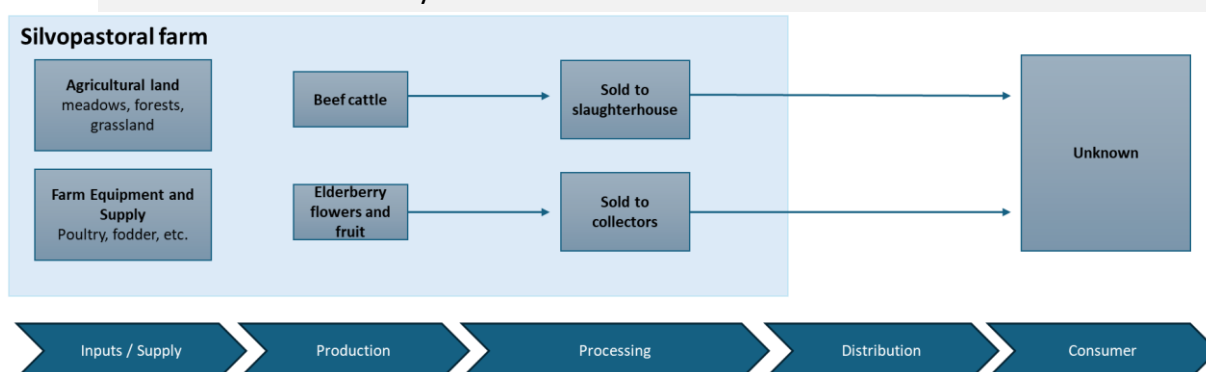 Silvopastoral farm
Agricultural land
meadows, forests,
grassland
Beef cattle
Sold to
slaughterhouse
Unknown
Farm Equipment and
Supply
Poultry, fodder, etc.
Elderberry
flowers and
fruit
Sold to
collectors
Inputs / Supply
Production
Processing
Distribution
Consumer